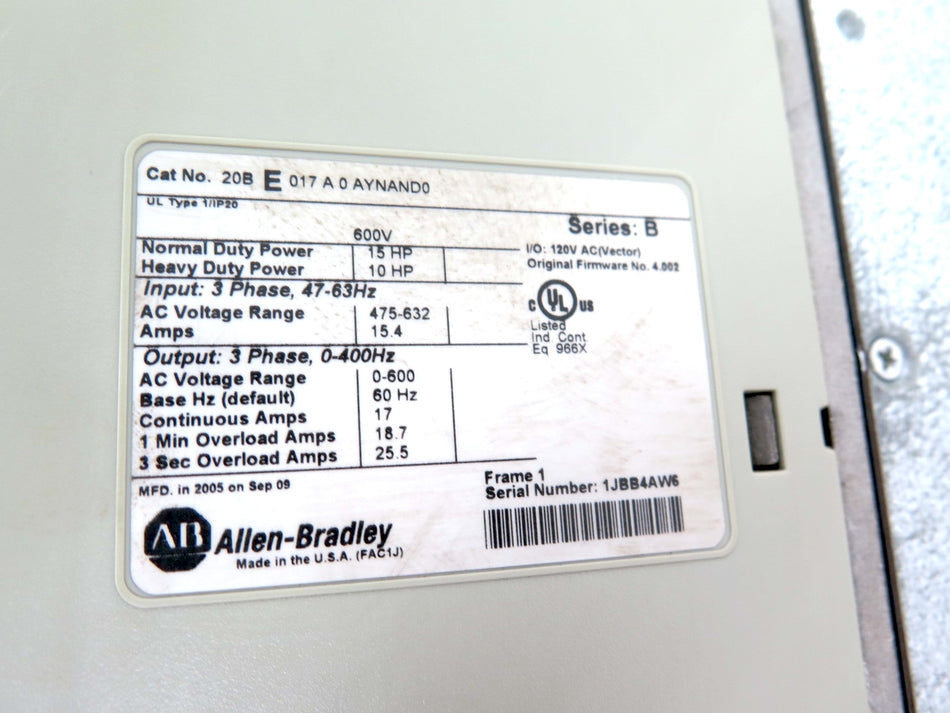 Cat No. 20B E 017 A 0 AYNAND0
UL Type 1/IP20
Series: B
600V
Normal Duty Power 15 HP
Heavy Duty Power 10 HP
I/O: 120V AC(Vector)
Original Firmware No. 4.002
Input: 3 Phase, 47-63Hz
AC Voltage Range 475-632
Amps 15.4
C UL US
Listed
Ind Cont
Eq 966X
Output: 3 Phase, 0-400Hz
AC Voltage Range 0-600
Base Hz (default) 60 Hz
Continuous Amps 17
1 Min Overload Amps 18.7
3 Sec Overload Amps 25.5
MFD. in 2005 on Sep 09
Frame 1
Serial Number: 1JBB4AW6
AB Allen-Bradley
Made in the U.S.A. (FAC1J)